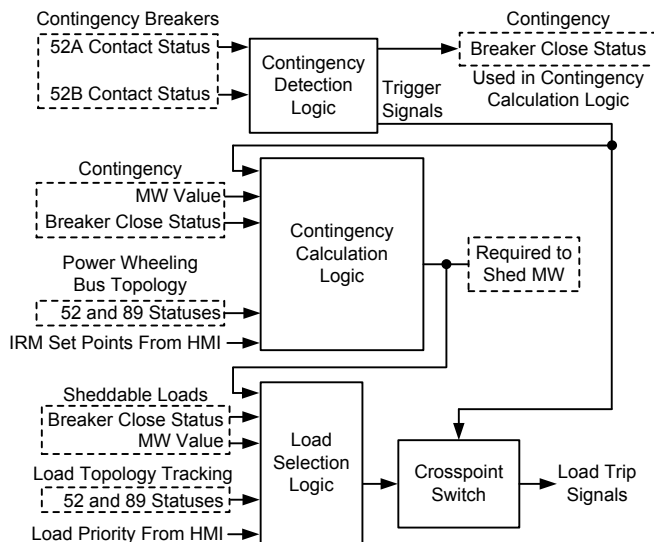 Contingency Breakers
52A Contact Status
52B Contact Status
Contingency
Detection
Logic
Trigger
Signals
Contingency
Breaker Close Status
Used in Contingency
Calculation Logic
Contingency
MW Value
Breaker Close Status
Power Wheeling
Bus Topology
52 and 89 Statuses
IRM Set Points From HMI
Contingency
Calculation
Logic
Required to
Shed MW
Sheddable Loads
Breaker Close Status
MW Value
Load Topology Tracking
52 and 89 Statuses
Load Priority From HMI
Load
Selection
Logic
Crosspoint
Switch
Load Trip
Signals